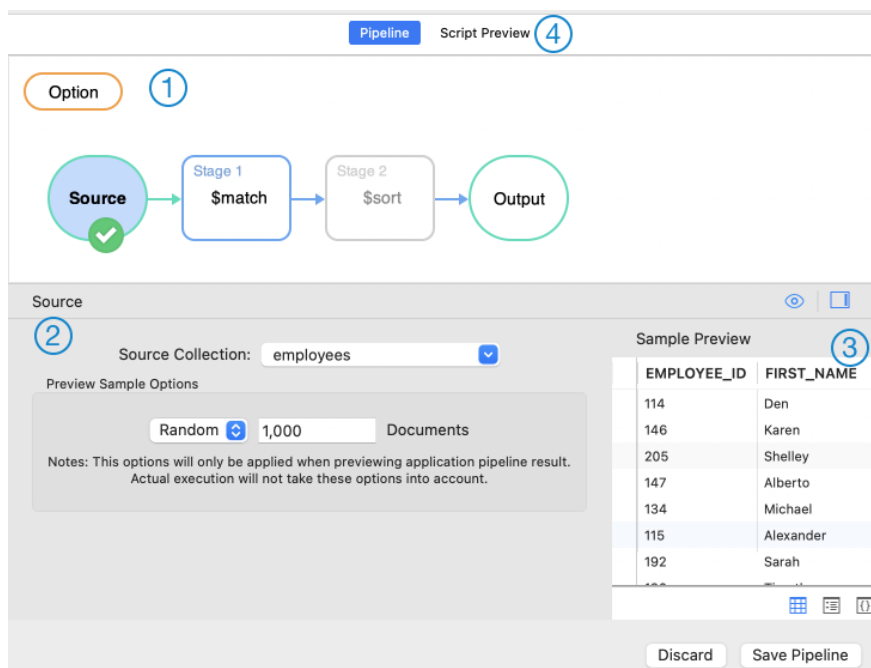 Pipeline Script Preview 4
Option 1
Stage 1 Stage 2
Source $match $sort Output
Source
2
Source Collection: employees
Preview Sample Options
Random 1,000 Documents
Notes: This options will only be applied when previewing application pipeline result.
Actual execution will not take these options into account.
Sample Preview 3
EMPLOYEE_ID FIRST_NAME
114 Den
146 Karen
205 Shelley
147 Alberto
134 Michael
115 Alexander
192 Sarah
Discard Save Pipeline